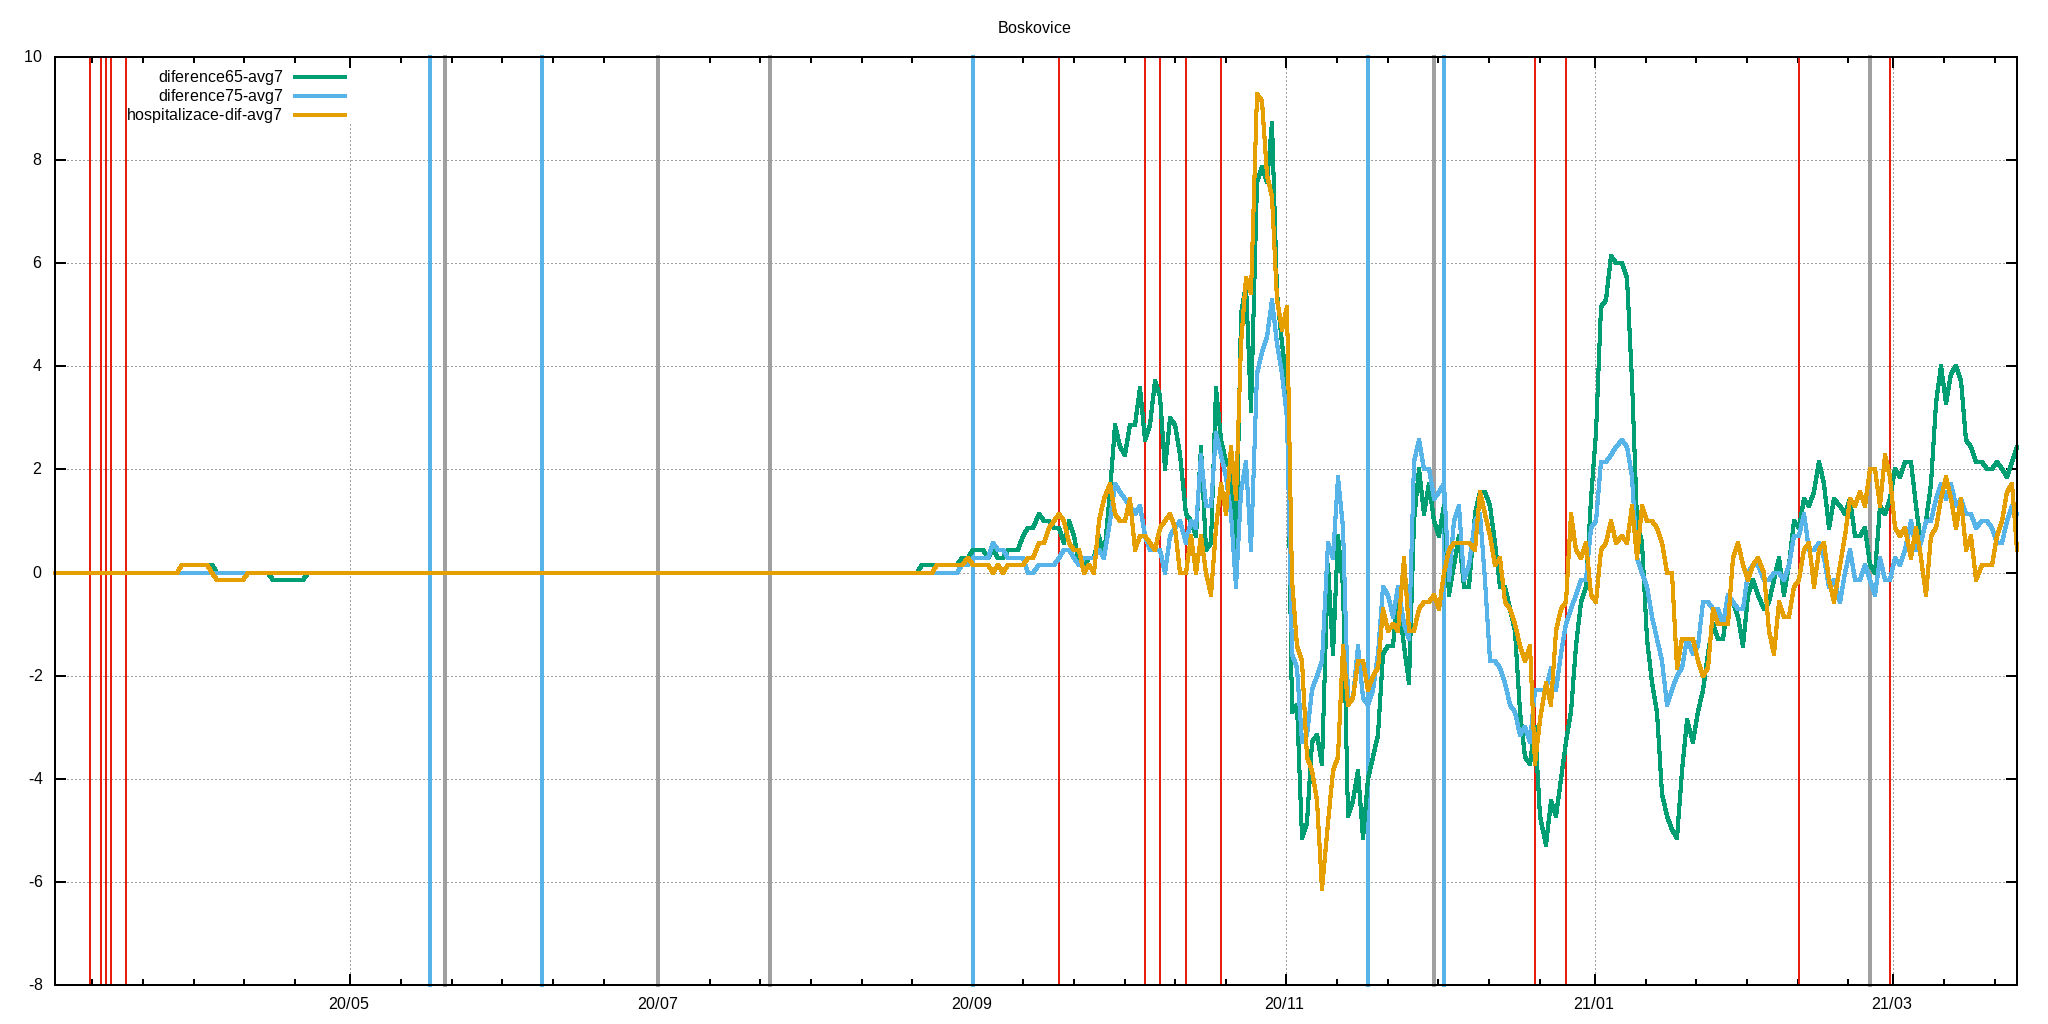 Boskovice
10
diference65-avg7
diference75-avg7
hospitalizace-dif-avg7
8
6
4
2
0
-2
-4
-6
-8
20/05 20/07 20/09 20/11 21/01 21/03